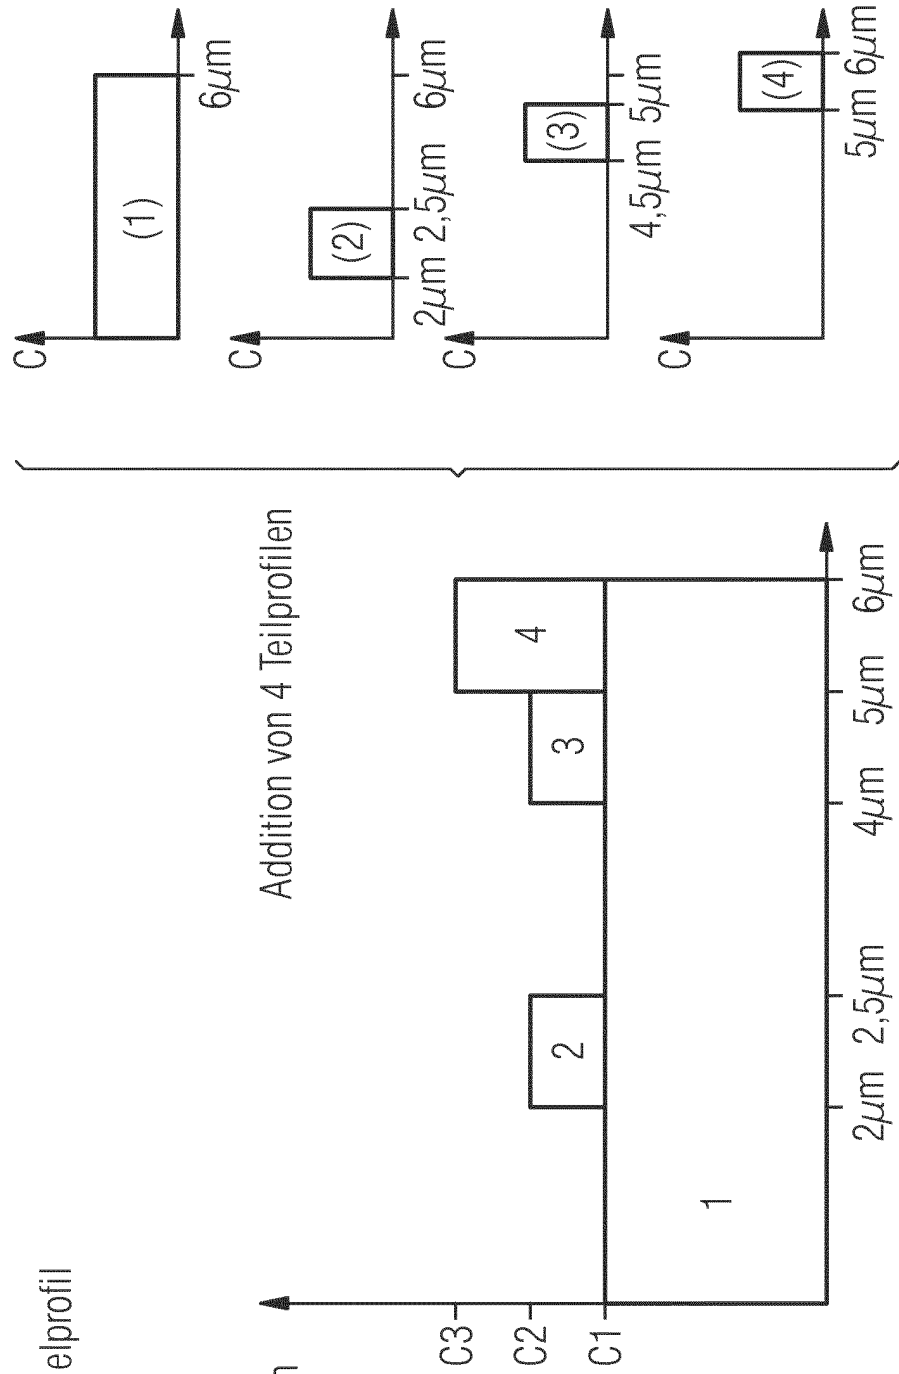 elprofil
n
Addition von 4 Teilprofilen
C3
C2
C1
1
2
3
4
2µm 2,5µm 4µm 5µm 6µm
C
(1)
6µm
C
(2)
2µm 2,5µm 6µm
C
(3)
4,5µm 5µm
C
(4)
5µm 6µm